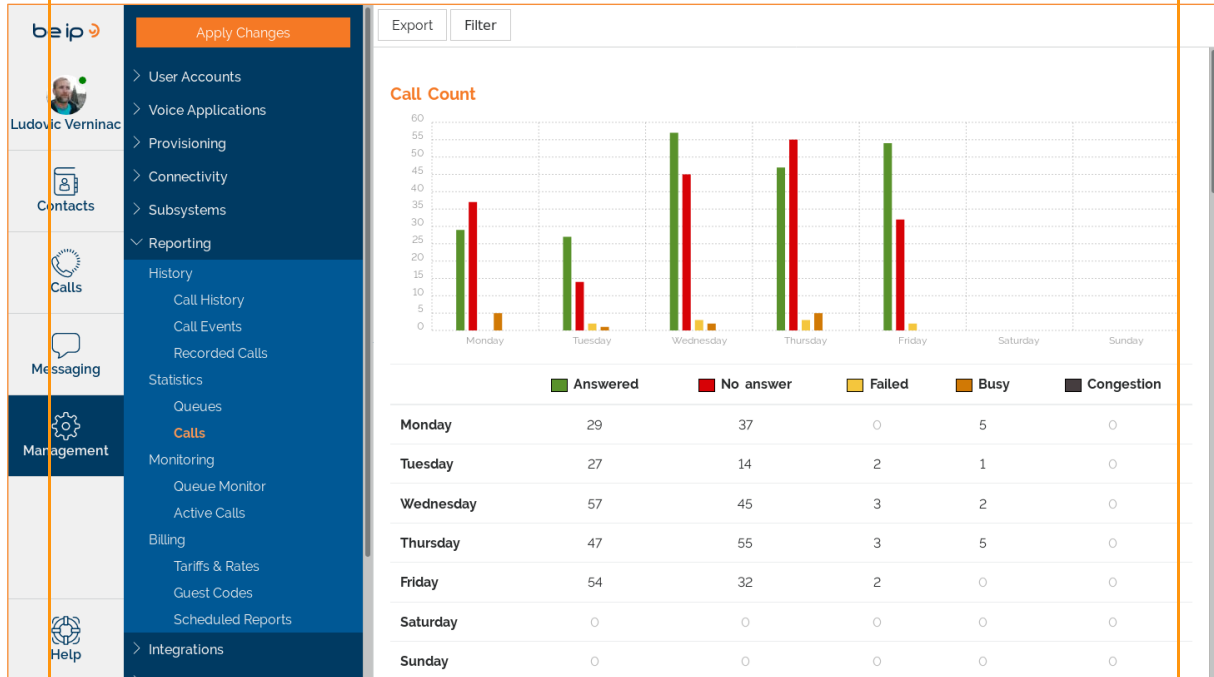 be ip
Ludovic Verninac
Contacts
Calls
Messaging
Management
Help
Apply Changes
User Accounts
Voice Applications
Provisioning
Connectivity
Subsystems
Reporting
History
Call History
Call Events
Recorded Calls
Statistics
Queues
Calls
Monitoring
Queue Monitor
Active Calls
Billing
Tariffs & Rates
Guest Codes
Scheduled Reports
Integrations
Export Filter
Call Count
60
55
50
45
40
35
30
25
20
15
10
5
0
Monday Tuesday Wednesday Thursday Friday Saturday Sunday
Answered No answer Failed Busy Congestion
Monday 29 37 0 5 0
Tuesday 27 14 2 1 0
Wednesday 57 45 3 2 0
Thursday 47 55 3 5 0
Friday 54 32 2 0 0
Saturday 0 0 0 0 0
Sunday 0 0 0 0 0